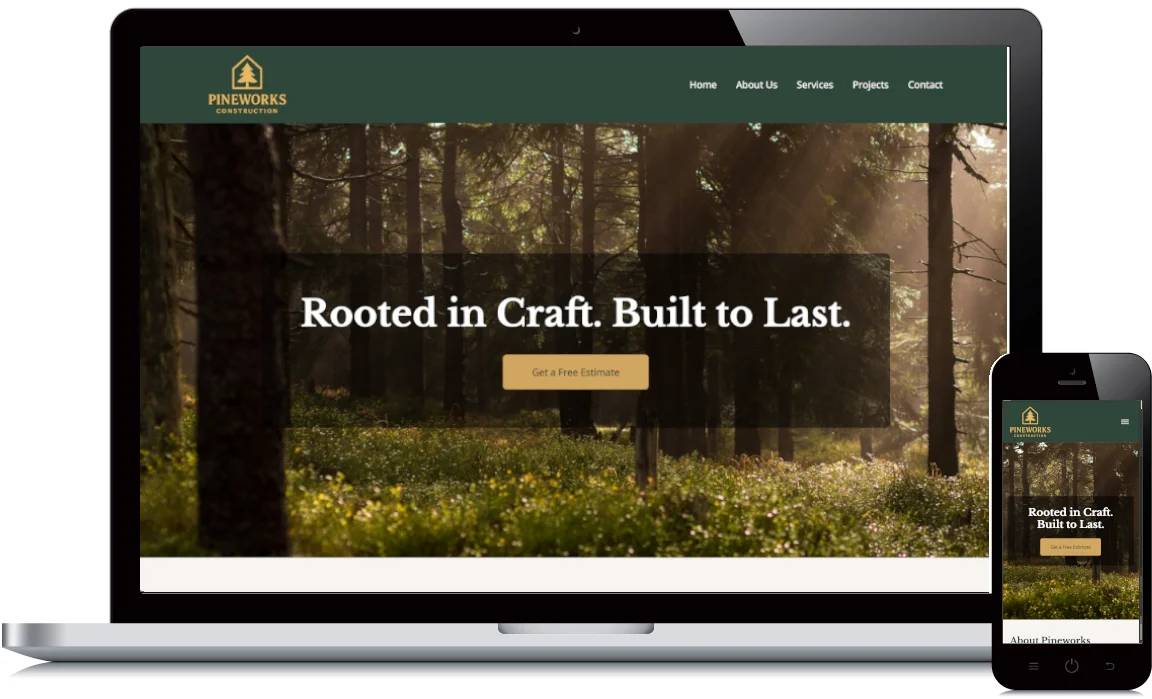 PINEWORKS
CONSTRUCTION
Home About Us Services Projects Contact
Rooted in Craft. Built to Last.
Get a Free Estimate
PINEWORKS
CONSTRUCTION
Rooted in Craft.
Built to Last.
Get a Free Estimate
About Pineworks